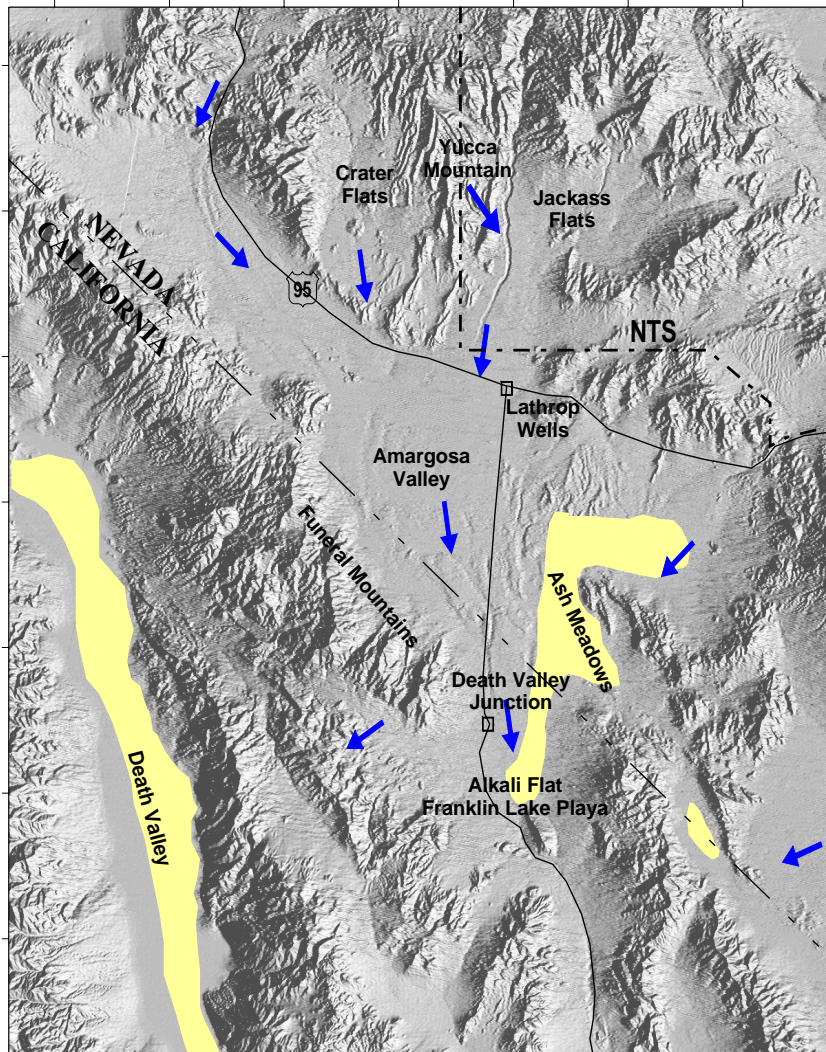 Yucca
Mountain
Crater
Flats
Jackass
Flats
NEVADA
CALIFORNIA
95
NTS
Lathrop
Wells
Amargosa
Valley
Funeral Mountains
Ash Meadows
Death Valley
Junction
Death Valley
Alkali Flat
Franklin Lake Playa